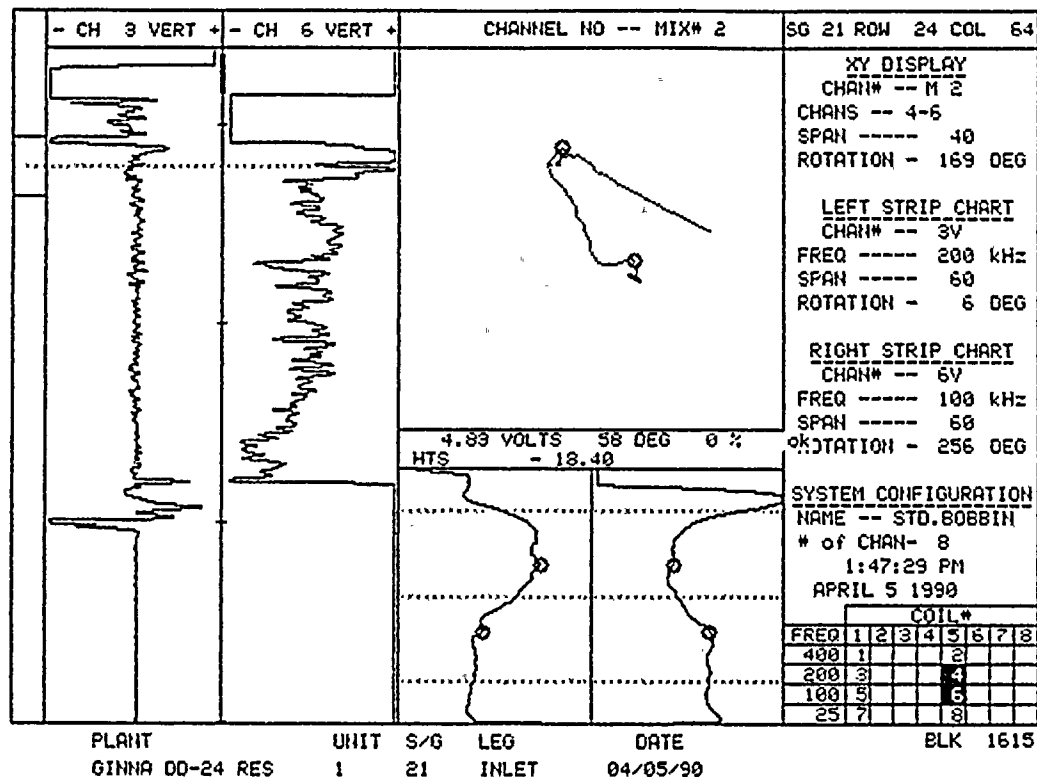 - CH 3 VERT +
- CH 6 VERT +
CHANNEL NO -- MIX# 2
SG 21 ROW 24 COL 64
XY DISPLAY
CHAN# -- M 2
CHANS -- 4-6
SPAN ----- 40
ROTATION - 169 DEG
LEFT STRIP CHART
CHAN# -- 3V
FREQ ----- 200 kHz
SPAN ----- 60
ROTATION - 6 DEG
RIGHT STRIP CHART
CHAN# -- 6V
FREQ ----- 100 kHz
SPAN ----- 60
ROTATION - 256 DEG
4.83 VOLTS 58 DEG 0 % ok
HTS - 18.40
SYSTEM CONFIGURATION
NAME -- STD.BOBBIN
# of CHAN- 8
1:47:29 PM
APRIL 5 1990
COIL#
FREQ 1 2 3 4 5 6 7 8
400 1 2
200 3 4
100 5 6
25 7 8
PLANT UNIT S/G LEG DATE BLK 1615
GINNA DD-24 RES 1 21 INLET 04/05/90